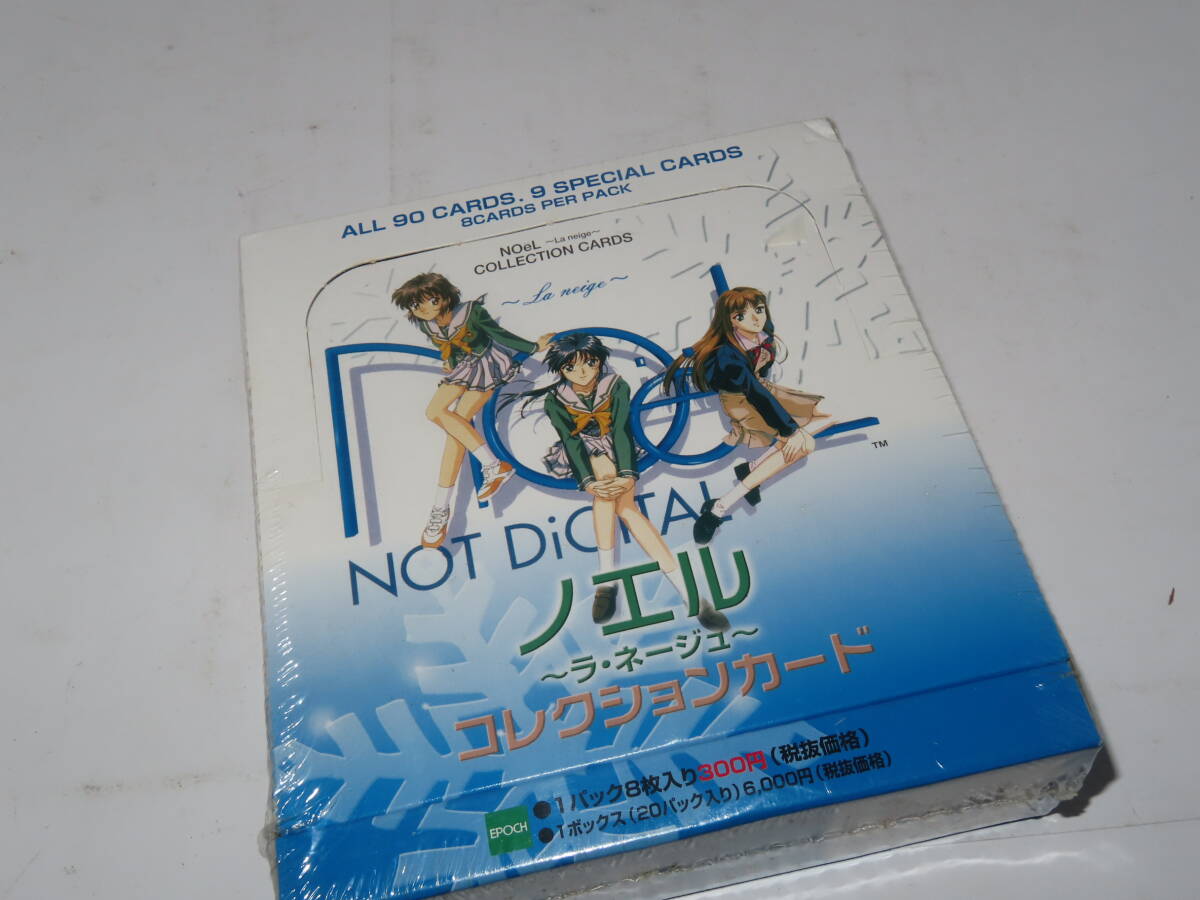 ALL 90 CARDS. 9 SPECIAL CARDS
8CARDS PER PACK
NOëL ~La neige~
COLLECTION CARDS
~La neige~
noël
TM
NOT DiGITAL
ノエル
~ラ・ネージュ~
コレクションカード
EPOCH
●1パック8枚入り300円(税抜価格)
●1ボックス(20パック入り)6,000円(税抜価格)